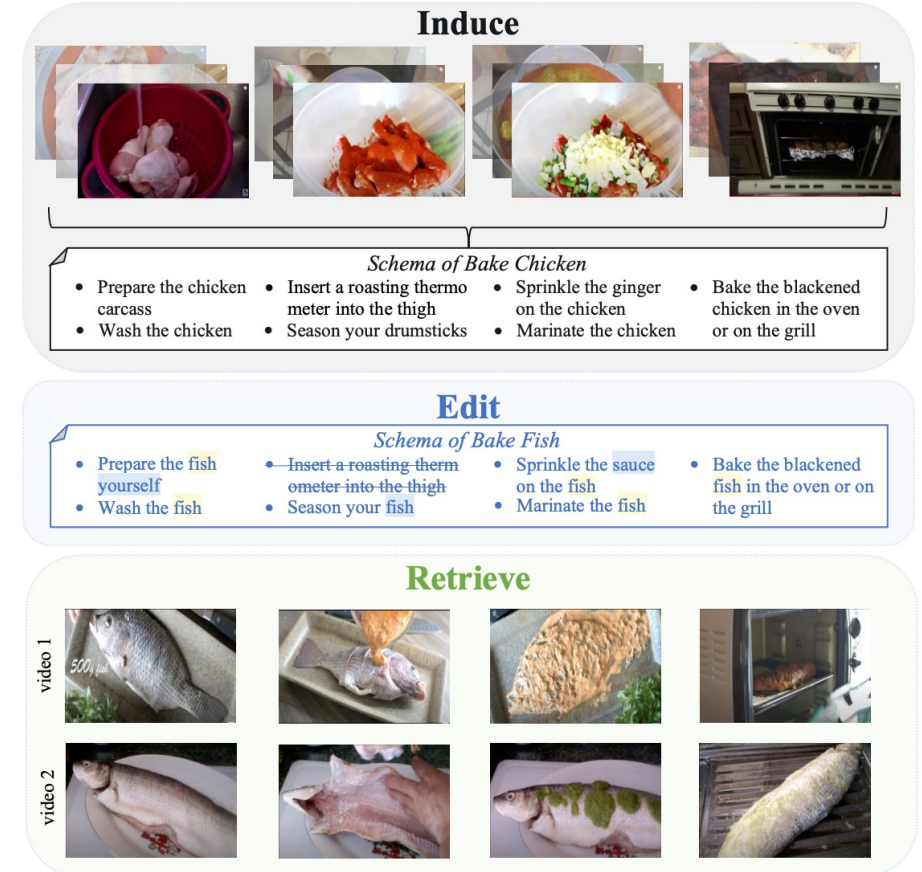 Induce
Schema of Bake Chicken
• Prepare the chicken
carcass
• Wash the chicken
• Insert a roasting thermo
meter into the thigh
• Season your drumsticks
• Sprinkle the ginger
on the chicken
• Marinate the chicken
• Bake the blackened
chicken in the oven
or on the grill
Edit
Schema of Bake Fish
• Prepare the fish
yourself
• Wash the fish
• Insert a roasting therm
ometer into the thigh
• Season your fish
• Sprinkle the sauce
on the fish
• Marinate the fish
• Bake the blackened
fish in the oven or on
the grill
Retrieve
video 1
500g fish
video 2